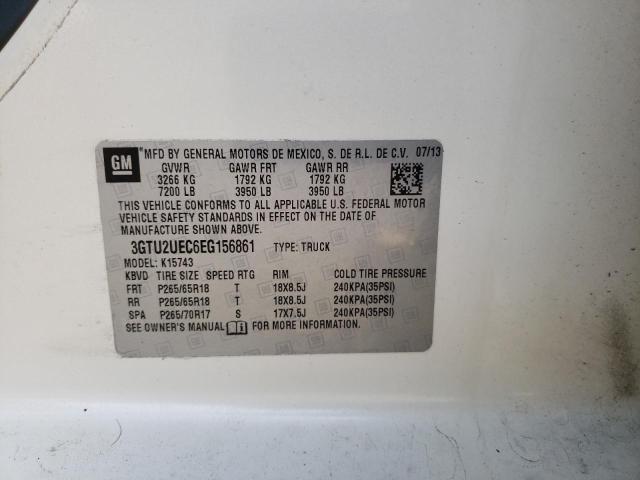 GM
*MFD BY GENERAL MOTORS DE MEXICO, S. DE R.L. DE C.V. 07/13
GVWR GAWR FRT GAWR RR
3266 KG 1792 KG 1792 KG
7200 LB 3950 LB 3950 LB
THIS VEHICLE CONFORMS TO ALL APPLICABLE U.S. FEDERAL MOTOR
VEHICLE SAFETY STANDARDS IN EFFECT ON THE DATE OF
MANUFACTURE SHOWN ABOVE.
3GTU2UEC6EG156861 TYPE: TRUCK
MODEL: K15743
KBVD TIRE SIZE SPEED RTG RIM COLD TIRE PRESSURE
FRT P265/65R18 T 18X8.5J 240KPA(35PSI)
RR P265/65R18 T 18X8.5J 240KPA(35PSI)
SPA P265/70R17 S 17X7.5J 240KPA(35PSI)
SEE OWNER'S MANUAL FOR MORE INFORMATION.